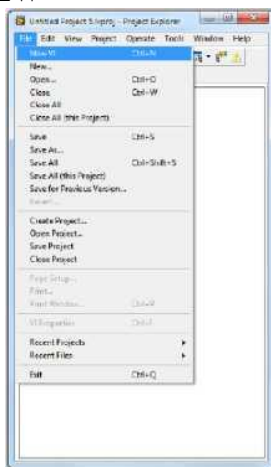 Untitled Project 5.lvproj - Project Explorer
File Edit View Project Operate Tools Window Help
New VI Ctrl+N
New...
Open... Ctrl+O
Close Ctrl+W
Close All
Close All (this Project)
Save Ctrl+S
Save As...
Save All Ctrl+Shift+S
Save All (this Project)
Save for Previous Version...
Revert...
Create Project...
Open Project...
Save Project
Close Project
Page Setup...
Print...
Print Window...
VI Properties
Recent Projects
Recent Files
Exit Ctrl+Q